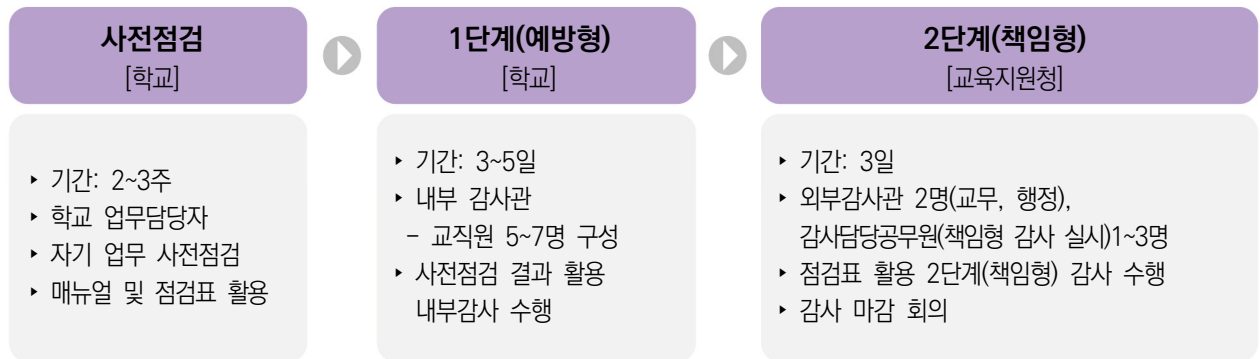 사전점검
[학교]
▸ 기간: 2~3주
▸ 학교 업무담당자
▸ 자기 업무 사전점검
▸ 매뉴얼 및 점검표 활용
1단계(예방형)
[학교]
▸ 기간: 3~5일
▸ 내부 감사관
- 교직원 5~7명 구성
▸ 사전점검 결과 활용
내부감사 수행
2단계(책임형)
[교육지원청]
▸ 기간: 3일
▸ 외부감사관 2명(교무, 행정),
감사담당공무원(책임형 감사 실시)1~3명
▸ 점검표 활용 2단계(책임형) 감사 수행
▸ 감사 마감 회의